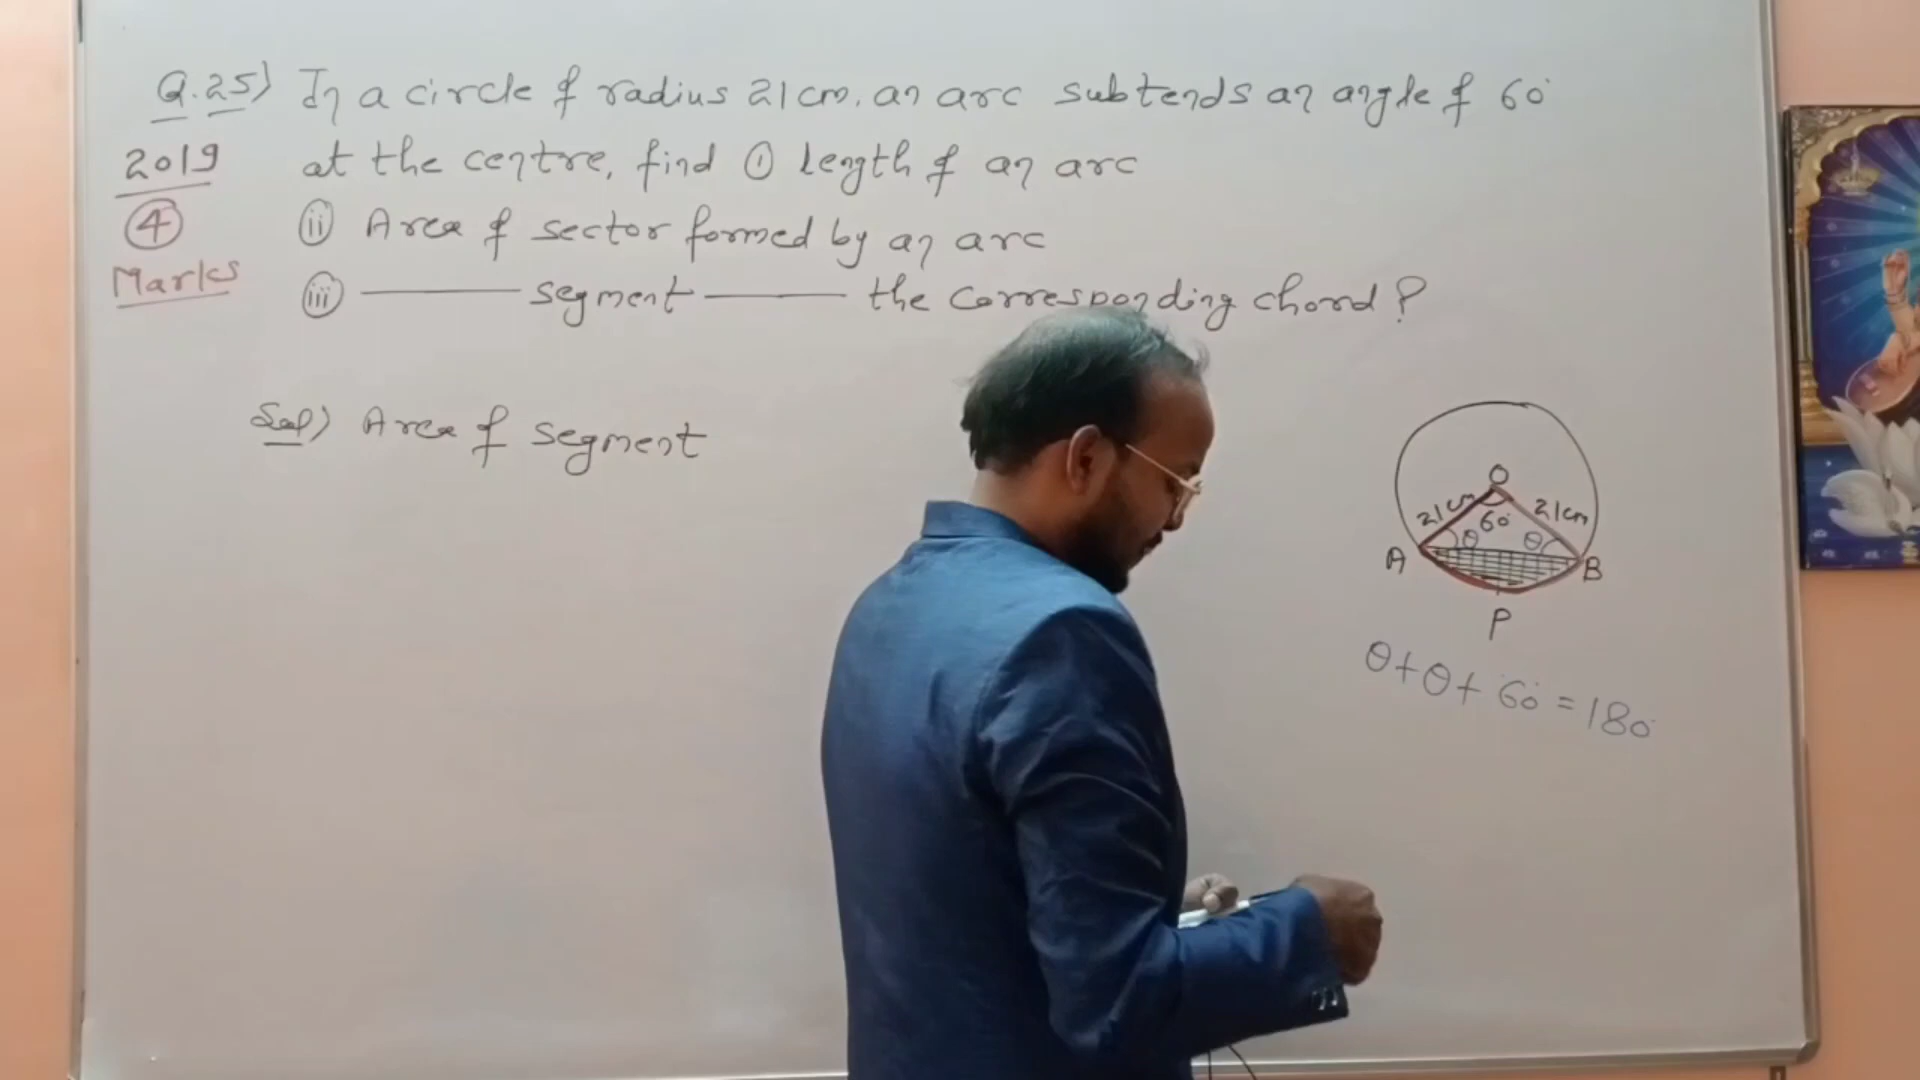 Q.25) In a circle of radius 21cm, an arc subtends an angle of 60°
2019 at the centre, find ① length of an arc
④ ⅱ Area of sector formed by an arc
Marks ⅲ ——— segment ——— the corresponding chord?
Sol) Area of segment
O
21cm 60° 21cm
θ θ
A B
P
θ+θ+60°=180°